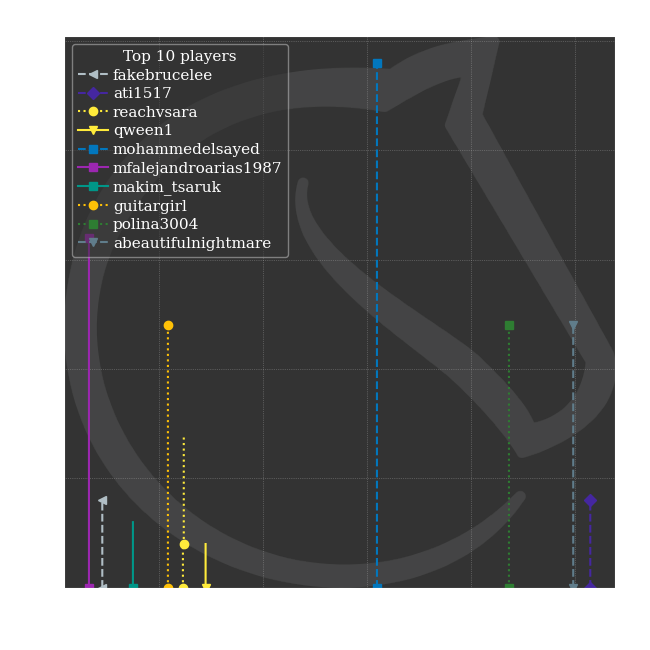 Top 10 players
fakebrucelee
ati1517
reachvsara
qween1
mohammedelsayed
mfalejandroarias1987
makim_tsaruk
guitargirl
polina3004
abeautifulnightmare